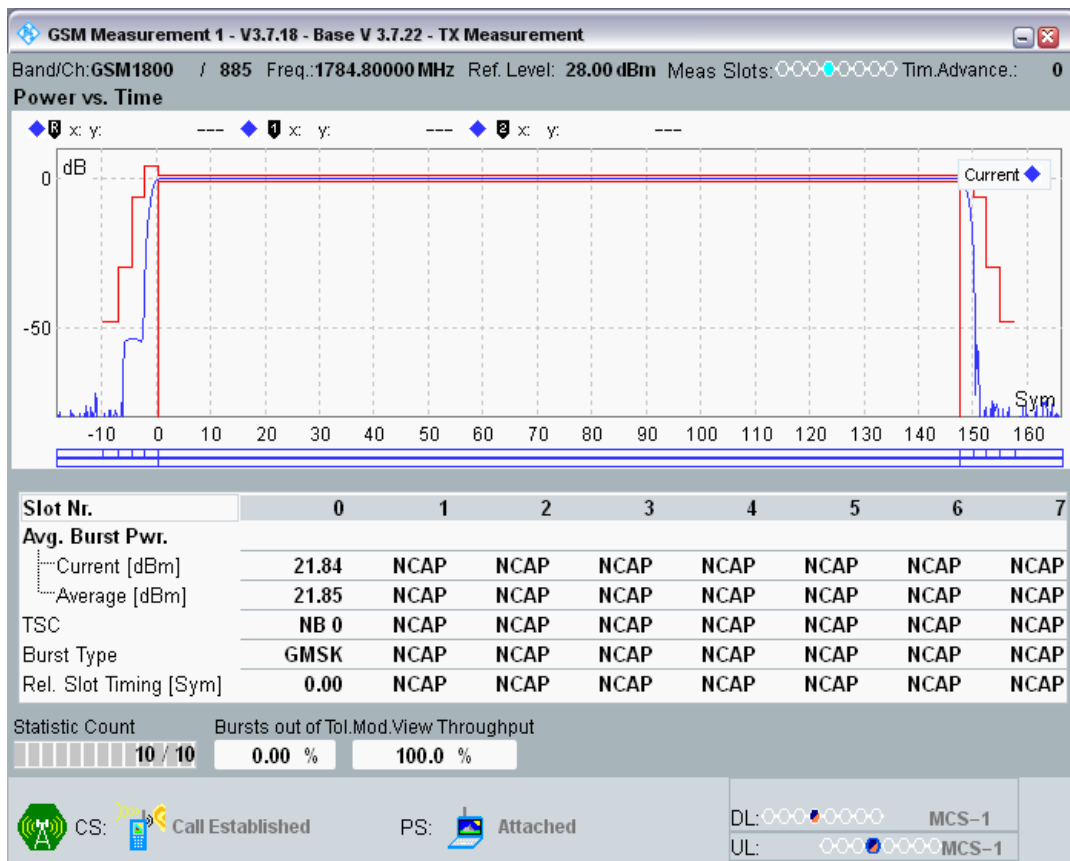 GSM Measurement 1 - V3.7.18 - Base V 3.7.22 - TX Measurement
Band/Ch:GSM1800 / 885 Freq.:1784.80000 MHz Ref. Level: 28.00 dBm Meas Slots: Tim.Advance.: 0
Power vs. Time
R x: y: --- 1 x: y: --- 2 x: y: ---
dB
Current
0
-50
Sym
-10 0 10 20 30 40 50 60 70 80 90 100 110 120 130 140 150 160
Slot Nr. 0 1 2 3 4 5 6 7
Avg. Burst Pwr.
Current [dBm] 21.84 NCAP NCAP NCAP NCAP NCAP NCAP NCAP
Average [dBm] 21.85 NCAP NCAP NCAP NCAP NCAP NCAP NCAP
TSC NB 0 NCAP NCAP NCAP NCAP NCAP NCAP NCAP
Burst Type GMSK NCAP NCAP NCAP NCAP NCAP NCAP NCAP
Rel. Slot Timing [Sym] 0.00 NCAP NCAP NCAP NCAP NCAP NCAP NCAP
Statistic Count Bursts out of Tol. Mod.View Throughput
10 / 10 0.00 % 100.0 %
CS: Call Established PS: Attached
DL: MCS-1
UL: MCS-1